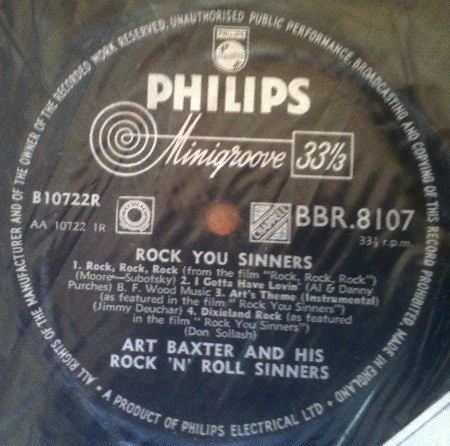 ALL RIGHTS OF THE MANUFACTURER AND OF THE OWNER OF THE RECORDED WORK RESERVED. UNAUTHORISED PUBLIC PERFORMANCE BROADCASTING AND COPYING OF THIS RECORD PROHIBITED. MADE IN ENGLAND.
PHILIPS
PHILIPS
Minigroove 33⅓
B10722R
BBR.8107
AA 10722 1R
CHAPPELL
33⅓ r.p.m.
ROCK YOU SINNERS
1. Rock, Rock, Rock (from the film "Rock, Rock, Rock")
(Moore—Subotsky) 2. I Gotta Have Lovin' (Al & Danny
Purches) B. F. Wood Music 3. Art's Theme (Instrumental)
(as featured in the film " Rock You Sinners")
(Jimmy Deuchar) 4. Dixieland Rock (as featured
in the film " Rock You Sinners")
(Don Sollash)
ART BAXTER AND HIS
ROCK 'N' ROLL SINNERS
A PRODUCT OF PHILIPS ELECTRICAL LTD